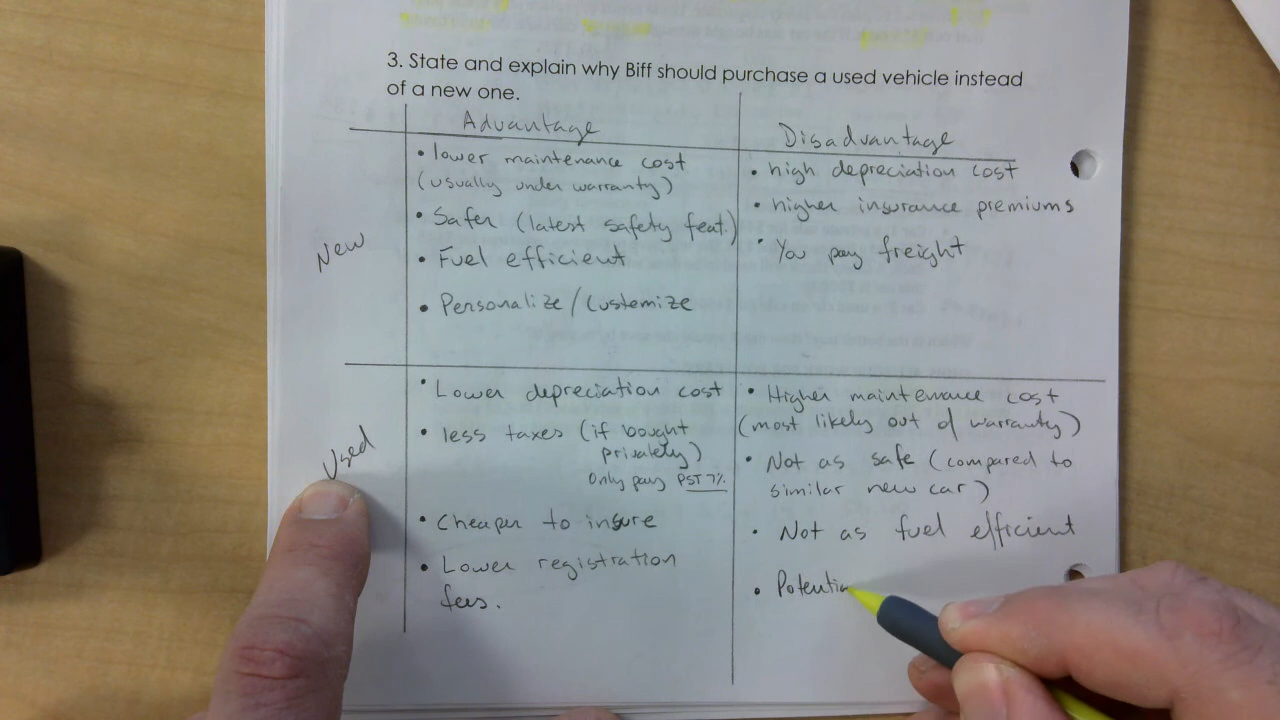 3. State and explain why Biff should purchase a used vehicle instead
of a new one.
Advantage
Disadvantage
New
• lower maintenance cost
(usually under warranty)
• Safer (latest safety feat.)
• Fuel efficient
• Personalize/Customize
• high depreciation cost
• higher insurance premiums
• You pay freight
Used
• Lower depreciation cost
• less taxes (if bought
privately)
Only pay PST 7%
• Cheaper to insure
• Lower registration
fees.
• Higher maintenance cost
(most likely out of warranty)
• Not as safe (compared to
similar new car)
• Not as fuel efficient
• Potentia